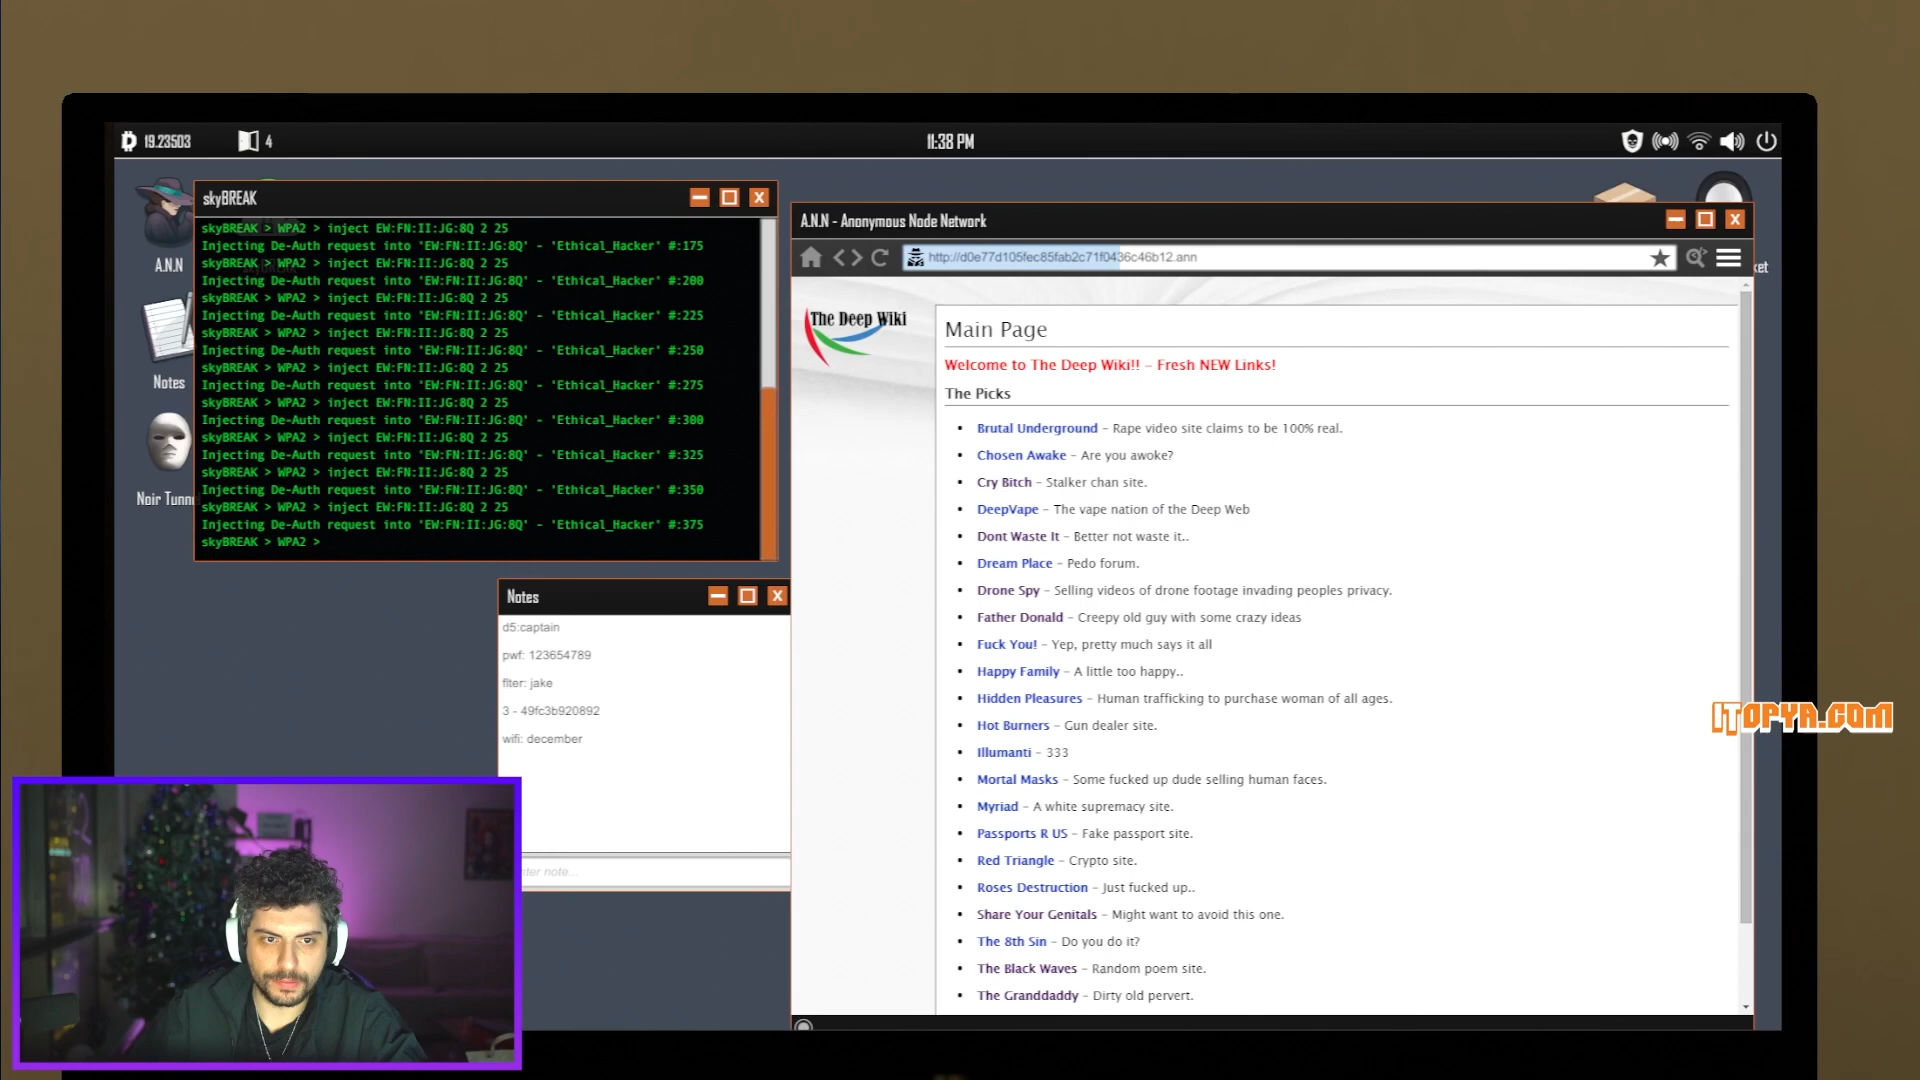 19.23503
4
11:38 PM
A.N.N
Notes
Noir Tunn
skyBREAK
skyBREAK > WPA2 > inject EW:FN:II:JG:8Q 2 25
Injecting De-Auth request into 'EW:FN:II:JG:8Q' - 'Ethical_Hacker' #:175
skyBREAK > WPA2 > inject EW:FN:II:JG:8Q 2 25
Injecting De-Auth request into 'EW:FN:II:JG:8Q' - 'Ethical_Hacker' #:200
skyBREAK > WPA2 > inject EW:FN:II:JG:8Q 2 25
Injecting De-Auth request into 'EW:FN:II:JG:8Q' - 'Ethical_Hacker' #:225
skyBREAK > WPA2 > inject EW:FN:II:JG:8Q 2 25
Injecting De-Auth request into 'EW:FN:II:JG:8Q' - 'Ethical_Hacker' #:250
skyBREAK > WPA2 > inject EW:FN:II:JG:8Q 2 25
Injecting De-Auth request into 'EW:FN:II:JG:8Q' - 'Ethical_Hacker' #:275
skyBREAK > WPA2 > inject EW:FN:II:JG:8Q 2 25
Injecting De-Auth request into 'EW:FN:II:JG:8Q' - 'Ethical_Hacker' #:300
skyBREAK > WPA2 > inject EW:FN:II:JG:8Q 2 25
Injecting De-Auth request into 'EW:FN:II:JG:8Q' - 'Ethical_Hacker' #:325
skyBREAK > WPA2 > inject EW:FN:II:JG:8Q 2 25
Injecting De-Auth request into 'EW:FN:II:JG:8Q' - 'Ethical_Hacker' #:350
skyBREAK > WPA2 > inject EW:FN:II:JG:8Q 2 25
Injecting De-Auth request into 'EW:FN:II:JG:8Q' - 'Ethical_Hacker' #:375
skyBREAK > WPA2 >
Notes
d5:captain
pwf: 123654789
flter: jake
3 - 49fc3b920892
wifi: december
nter note...
A.N.N - Anonymous Node Network
http://d0e77d105fec85fab2c71f0436c46b12.ann
ket
The Deep Wiki
Main Page
Welcome to The Deep Wiki!! – Fresh NEW Links!
The Picks
• Brutal Underground – Rape video site claims to be 100% real.
• Chosen Awake – Are you awoke?
• Cry Bitch – Stalker chan site.
• DeepVape – The vape nation of the Deep Web
• Dont Waste It – Better not waste it..
• Dream Place – Pedo forum.
• Drone Spy – Selling videos of drone footage invading peoples privacy.
• Father Donald – Creepy old guy with some crazy ideas
• Fuck You! – Yep, pretty much says it all
• Happy Family – A little too happy..
• Hidden Pleasures – Human trafficking to purchase woman of all ages.
• Hot Burners – Gun dealer site.
• Illumanti – 333
• Mortal Masks – Some fucked up dude selling human faces.
• Myriad – A white supremacy site.
• Passports R US – Fake passport site.
• Red Triangle – Crypto site.
• Roses Destruction – Just fucked up..
• Share Your Genitals – Might want to avoid this one.
• The 8th Sin – Do you do it?
• The Black Waves – Random poem site.
• The Granddaddy – Dirty old pervert.
ITOPYA.COM